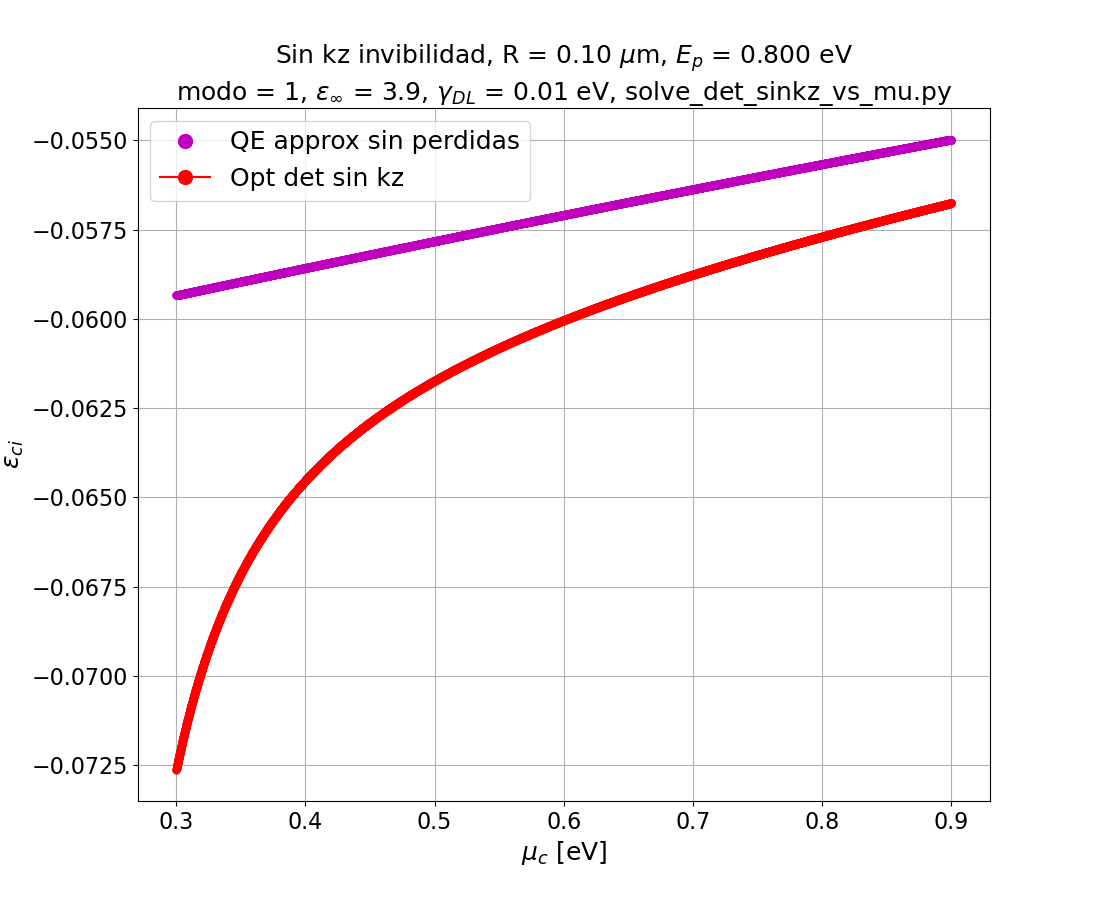 Sin kz invibilidad, R = 0.10 μm, E_p = 0.800 eV
modo = 1, ε_∞ = 3.9, γ_DL = 0.01 eV, solve_det_sinkz_vs_mu.py
QE approx sin perdidas
Opt det sin kz
−0.0550
−0.0575
−0.0600
−0.0625
−0.0650
−0.0675
−0.0700
−0.0725
ε_ci
0.3 0.4 0.5 0.6 0.7 0.8 0.9
μ_c [eV]